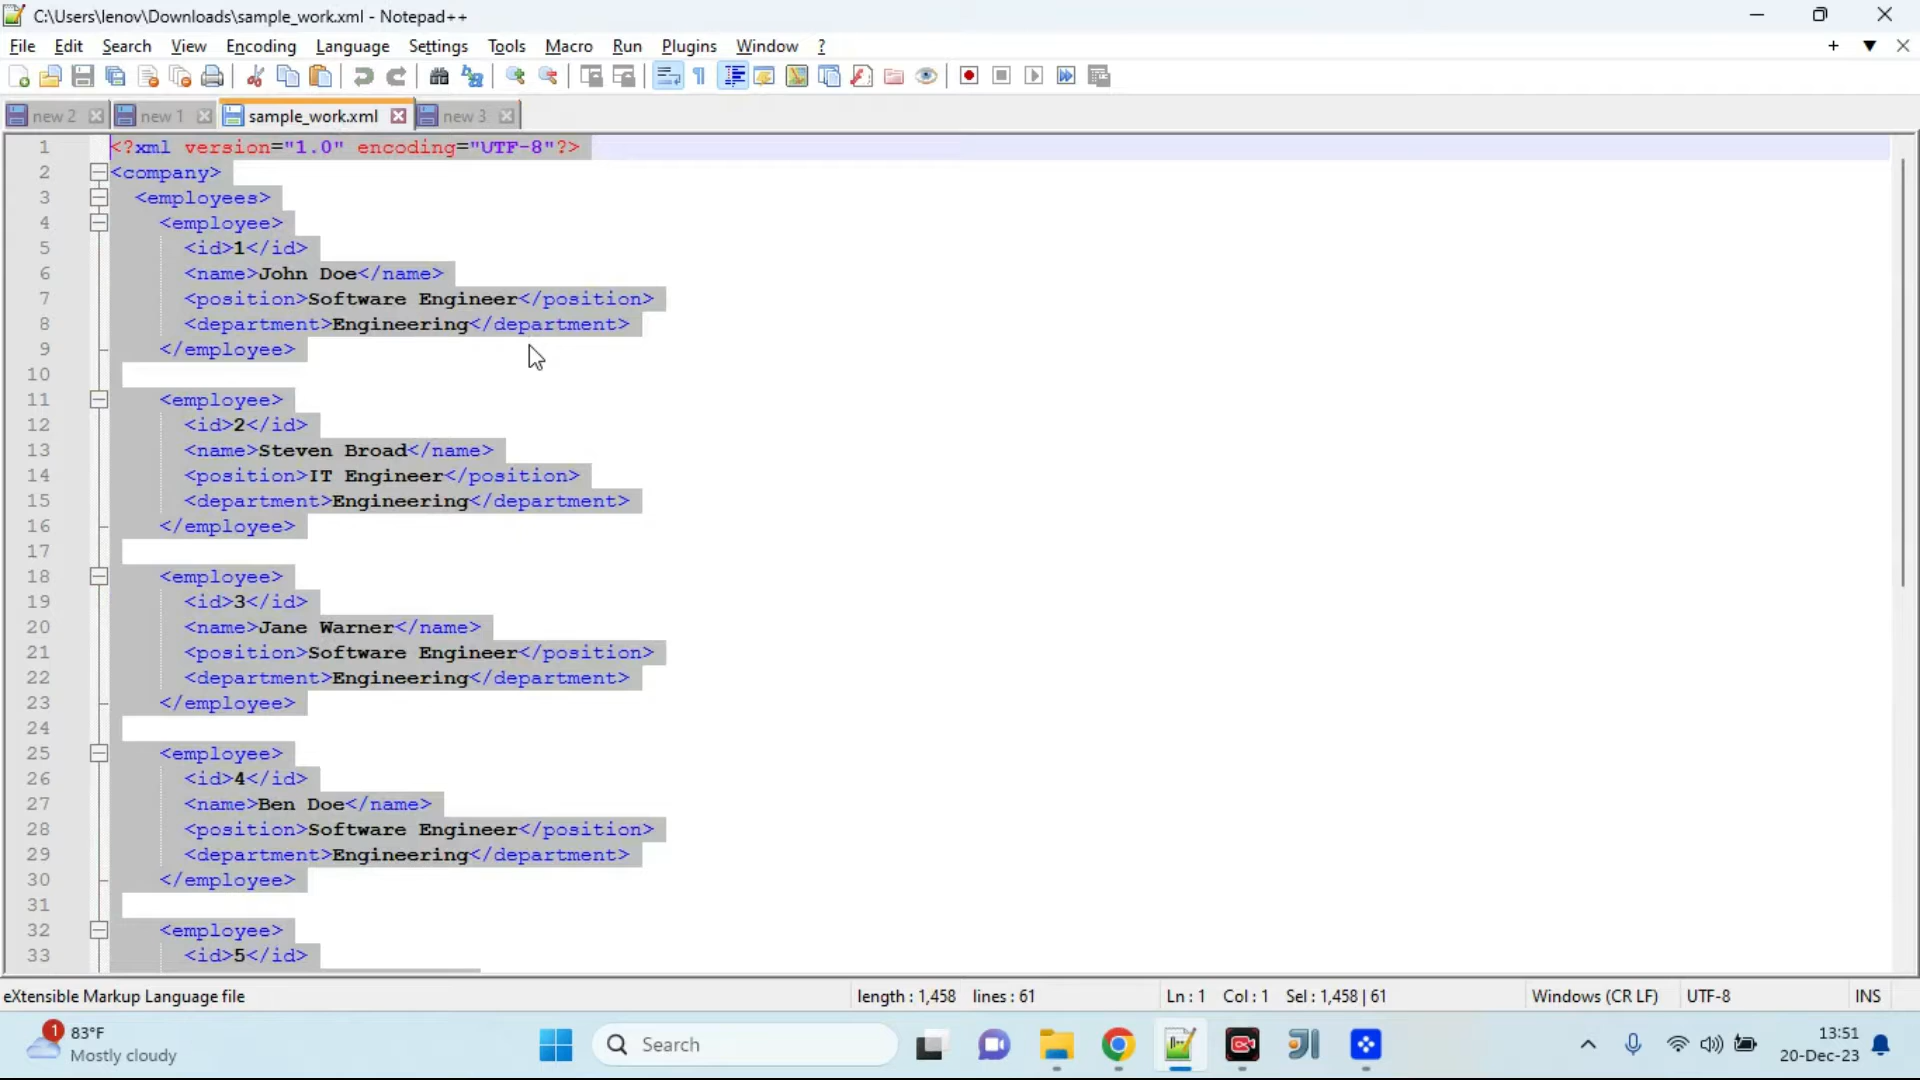 C:\Users\lenov\Downloads\sample_work.xml - Notepad++
File Edit Search View Encoding Language Settings Tools Macro Run Plugins Window ?
new 2 new 1 sample_work.xml new 3
1 <?xml version="1.0" encoding="UTF-8"?>
2 <company>
3 <employees>
4 <employee>
5 <id>1</id>
6 <name>John Doe</name>
7 <position>Software Engineer</position>
8 <department>Engineering</department>
9 </employee>
10
11 <employee>
12 <id>2</id>
13 <name>Steven Broad</name>
14 <position>IT Engineer</position>
15 <department>Engineering</department>
16 </employee>
17
18 <employee>
19 <id>3</id>
20 <name>Jane Warner</name>
21 <position>Software Engineer</position>
22 <department>Engineering</department>
23 </employee>
24
25 <employee>
26 <id>4</id>
27 <name>Ben Doe</name>
28 <position>Software Engineer</position>
29 <department>Engineering</department>
30 </employee>
31
32 <employee>
33 <id>5</id>
eXtensible Markup Language file length : 1,458 lines : 61 Ln : 1 Col : 1 Sel : 1,458 | 61 Windows (CR LF) UTF-8 INS
1 83°F
Mostly cloudy
Search
13:51
20-Dec-23